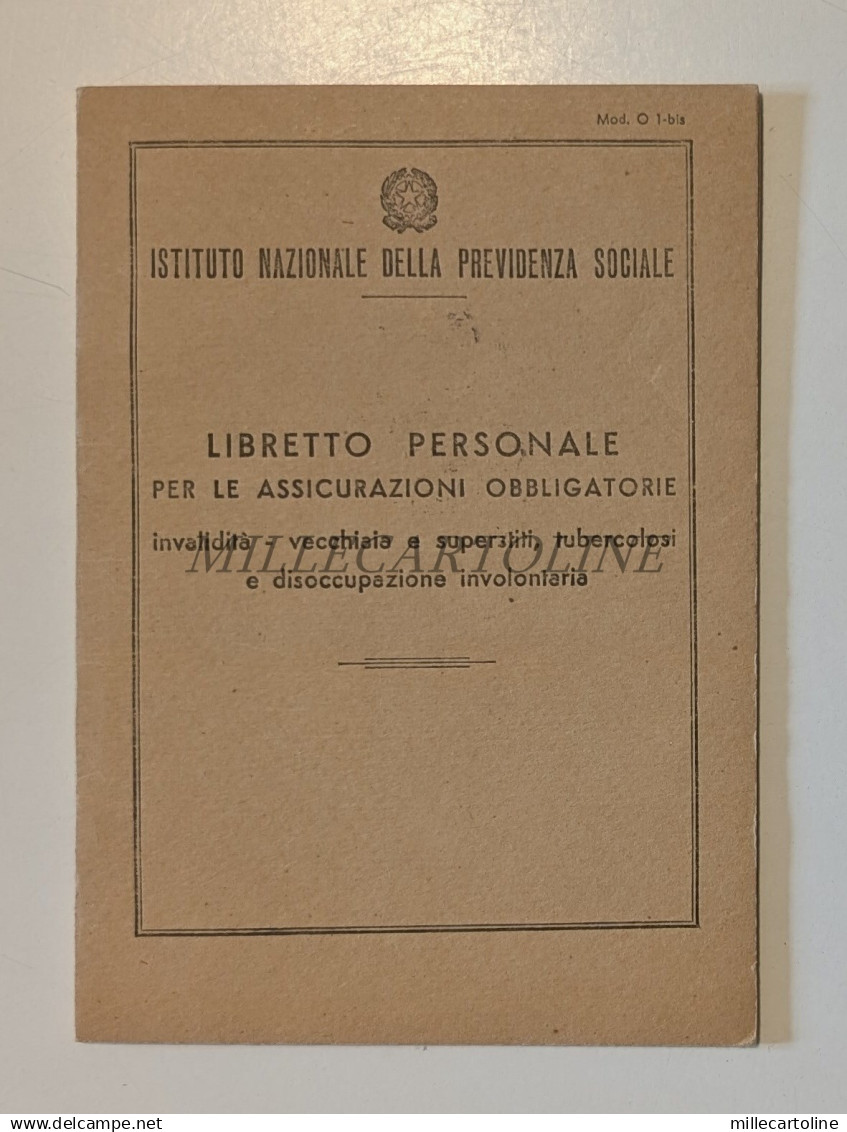 Mod. O 1-bis
ISTITUTO NAZIONALE DELLA PREVIDENZA SOCIALE
LIBRETTO PERSONALE
PER LE ASSICURAZIONI OBBLIGATORIE
invalidità - vecchiaia e superstiti, tubercolosi
MILLECARTOLINE
e disoccupazione involontaria
delcampe.net
millecartoline